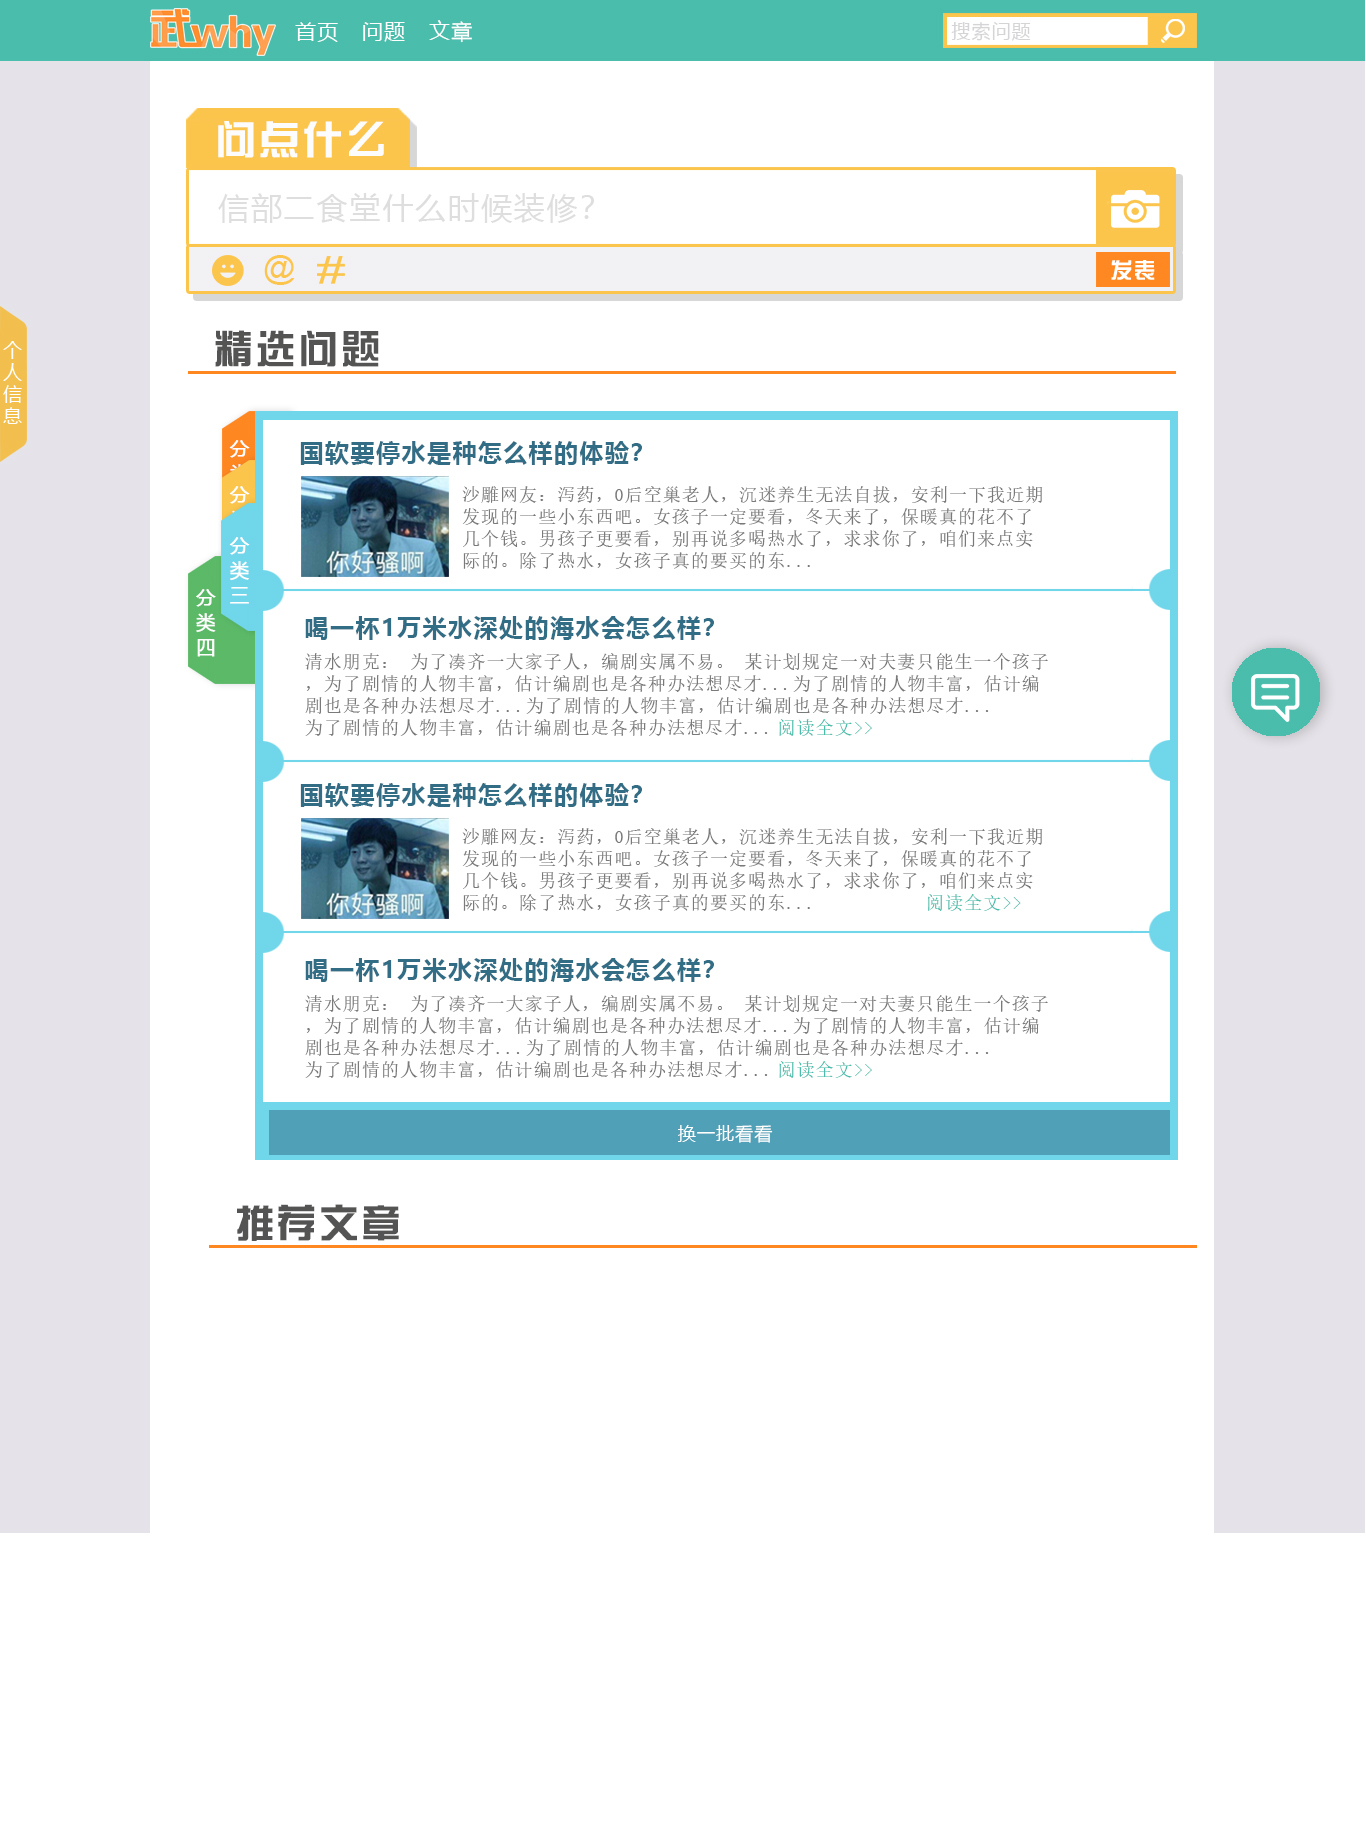 武why 首页 问题 文章 搜索问题
问点什么
信部二食堂什么时候装修？
@ #
发表
个人信息
精选问题
分
分
分类三
分类四
国软要停水是种怎么样的体验？
沙雕网友：泻药，0后空巢老人，沉迷养生无法自拔，安利一下我近期
发现的一些小东西吧。女孩子一定要看，冬天来了，保暖真的花不了
几个钱。男孩子更要看，别再说多喝热水了，求求你了，咱们来点实
际的。除了热水，女孩子真的要买的东...
你好骚啊
喝一杯1万米水深处的海水会怎么样？
清水朋克： 为了凑齐一大家子人，编剧实属不易。 某计划规定一对夫妻只能生一个孩子
，为了剧情的人物丰富，估计编剧也是各种办法想尽才...为了剧情的人物丰富，估计编
剧也是各种办法想尽才...为了剧情的人物丰富，估计编剧也是各种办法想尽才...
为了剧情的人物丰富，估计编剧也是各种办法想尽才... 阅读全文>>
国软要停水是种怎么样的体验？
沙雕网友：泻药，0后空巢老人，沉迷养生无法自拔，安利一下我近期
发现的一些小东西吧。女孩子一定要看，冬天来了，保暖真的花不了
几个钱。男孩子更要看，别再说多喝热水了，求求你了，咱们来点实
际的。除了热水，女孩子真的要买的东... 阅读全文>>
你好骚啊
喝一杯1万米水深处的海水会怎么样？
清水朋克： 为了凑齐一大家子人，编剧实属不易。 某计划规定一对夫妻只能生一个孩子
，为了剧情的人物丰富，估计编剧也是各种办法想尽才...为了剧情的人物丰富，估计编
剧也是各种办法想尽才...为了剧情的人物丰富，估计编剧也是各种办法想尽才...
为了剧情的人物丰富，估计编剧也是各种办法想尽才... 阅读全文>>
换一批看看
推荐文章